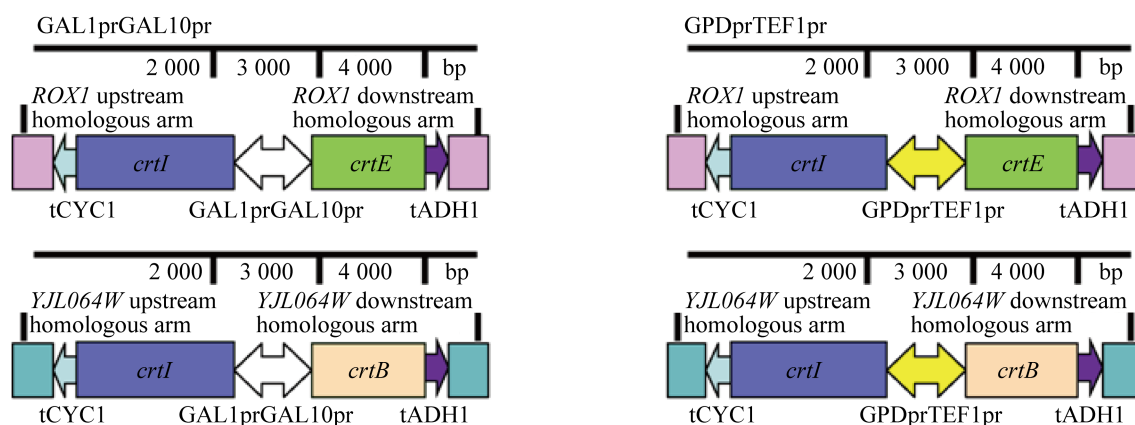 GAL1prGAL10pr
2 000 3 000 4 000 bp
ROX1 upstream ROX1 downstream
homologous arm homologous arm
crtI crtE
tCYC1 GAL1prGAL10pr tADH1
GPDprTEF1pr
2 000 3 000 4 000 bp
ROX1 upstream ROX1 downstream
homologous arm homologous arm
crtI crtE
tCYC1 GPDprTEF1pr tADH1
2 000 3 000 4 000 bp
YJL064W upstream YJL064W downstream
homologous arm homologous arm
crtI crtB
tCYC1 GAL1prGAL10pr tADH1
2 000 3 000 4 000 bp
YJL064W upstream YJL064W downstream
homologous arm homologous arm
crtI crtB
tCYC1 GPDprTEF1pr tADH1